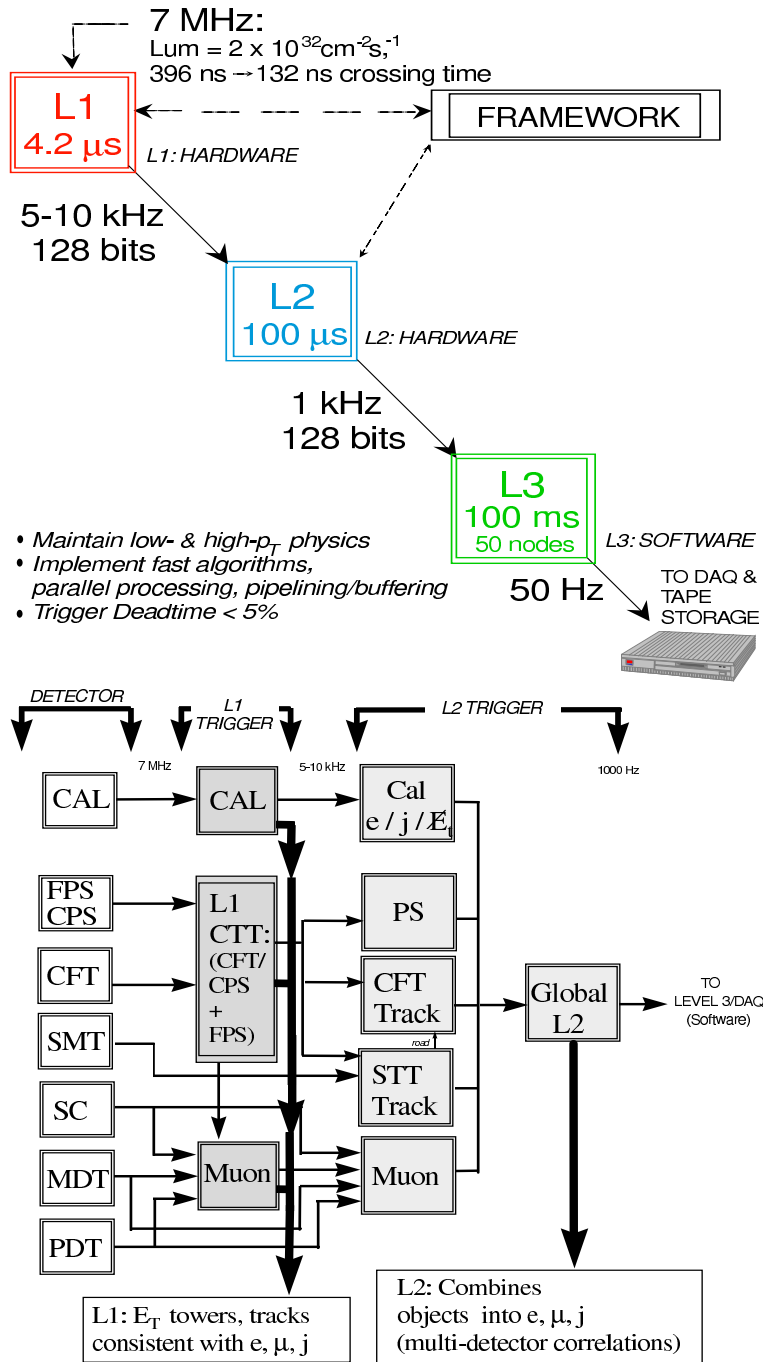 7 MHz:
Lum = 2 x 10³²cm⁻²s,⁻¹
396 ns → 132 ns crossing time
L1
4.2 µs
FRAMEWORK
L1: HARDWARE
5-10 kHz
128 bits
L2
100 µs
L2: HARDWARE
1 kHz
128 bits
L3
100 ms
50 nodes
L3: SOFTWARE
• Maintain low- & high-p_T physics
• Implement fast algorithms,
parallel processing, pipelining/buffering
• Trigger Deadtime < 5%
50 Hz
TO DAQ &
TAPE
STORAGE
DETECTOR
L1
TRIGGER
L2 TRIGGER
7 MHz
5-10 kHz
1000 Hz
CAL
CAL
Cal
e / j / E̸_t
FPS
CPS
L1
CTT:
(CFT/
CPS
+
FPS)
PS
CFT
CFT
Track
Global
L2
TO
LEVEL 3/DAQ
(Software)
SMT
road
STT
Track
SC
MDT
Muon
Muon
PDT
L1: E_T towers, tracks
consistent with e, µ, j
L2: Combines
objects into e, µ, j
(multi-detector correlations)